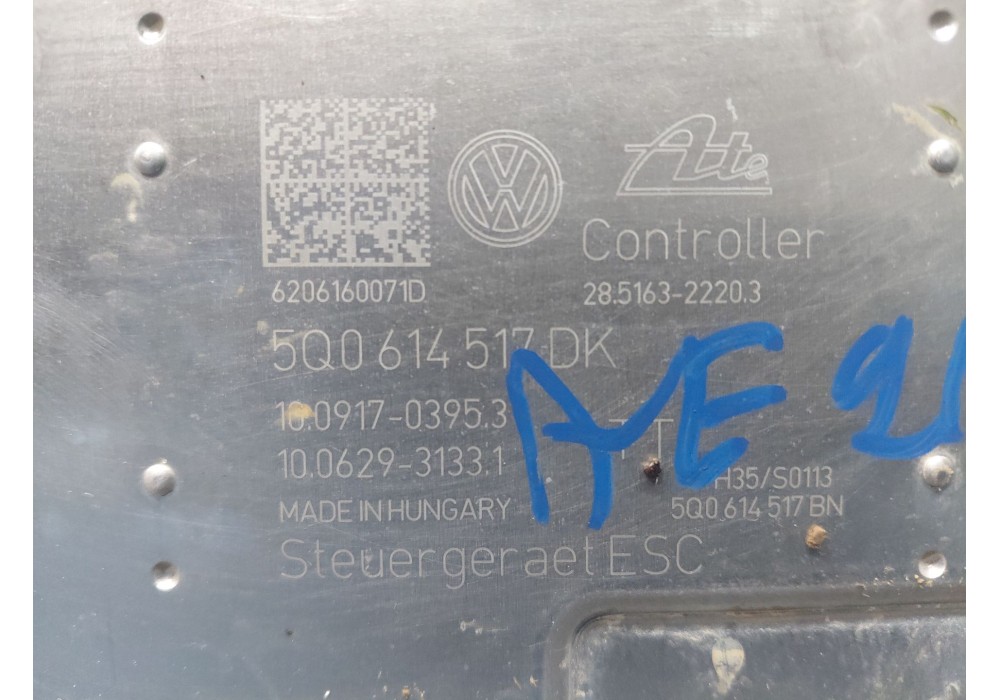 Ate
Controller
6206160071D 28.5163-2220.3
5Q0 614 517 DK
10.0917-0395.3
10.0629-3133.1
H35/S0113
MADE IN HUNGARY 5Q0 614 517 BN
Steuergeraet ESC